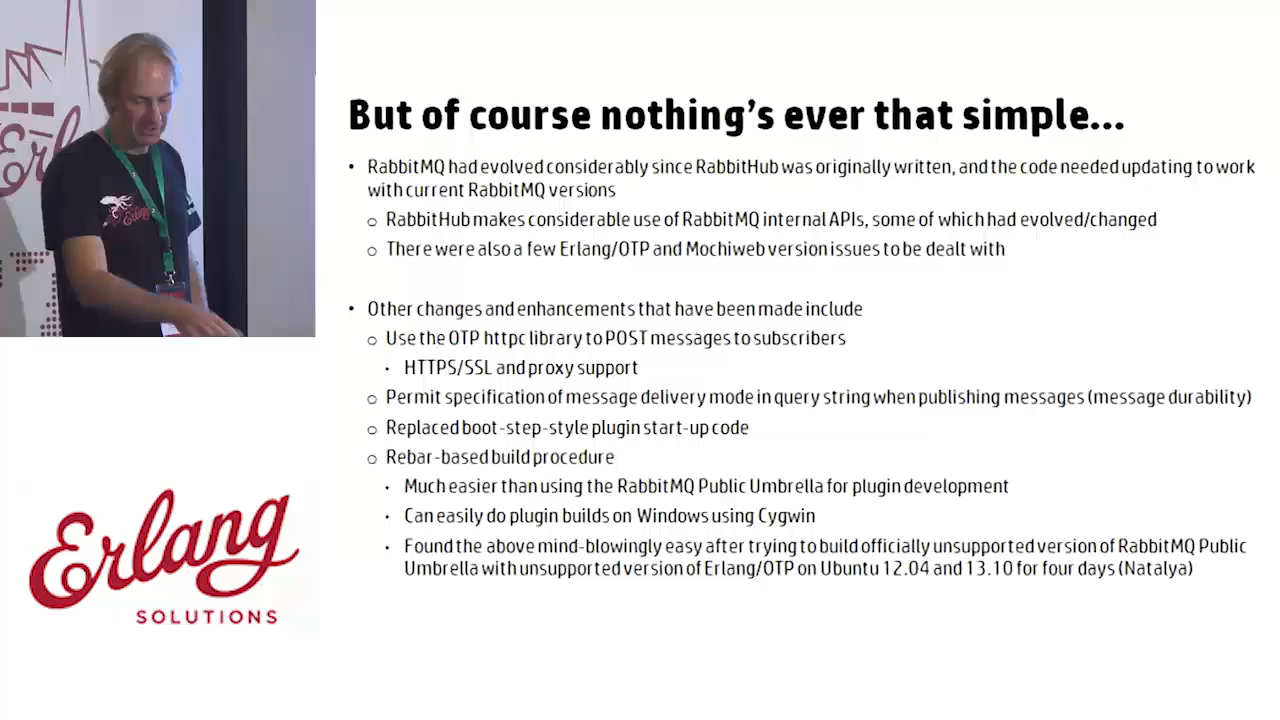 But of course nothing's ever that simple...
• RabbitMQ had evolved considerably since RabbitHub was originally written, and the code needed updating to work
with current RabbitMQ versions
o RabbitHub makes considerable use of RabbitMQ internal APIs, some of which had evolved/changed
o There were also a few Erlang/OTP and Mochiweb version issues to be dealt with
• Other changes and enhancements that have been made include
o Use the OTP httpc library to POST messages to subscribers
• HTTPS/SSL and proxy support
o Permit specification of message delivery mode in query string when publishing messages (message durability)
o Replaced boot-step-style plugin start-up code
o Rebar-based build procedure
• Much easier than using the RabbitMQ Public Umbrella for plugin development
• Can easily do plugin builds on Windows using Cygwin
• Found the above mind-blowingly easy after trying to build officially unsupported version of RabbitMQ Public
Umbrella with unsupported version of Erlang/OTP on Ubuntu 12.04 and 13.10 for four days (Natalya)
Erlang
SOLUTIONS
Erlang